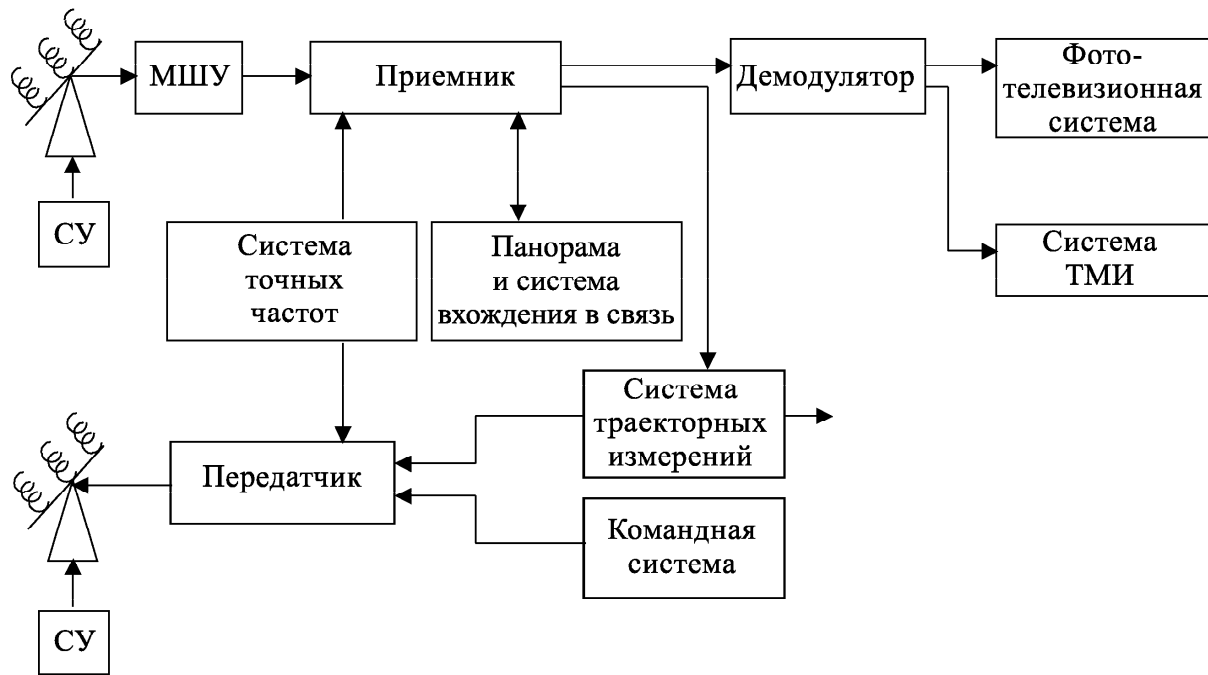 МШУ
Приемник
Демодулятор
Фото-
телевизионная
система
СУ
Система
точных
частот
Панорама
и система
вхождения в связь
Система
ТМИ
Система
траекторных
измерений
Передатчик
Командная
система
СУ